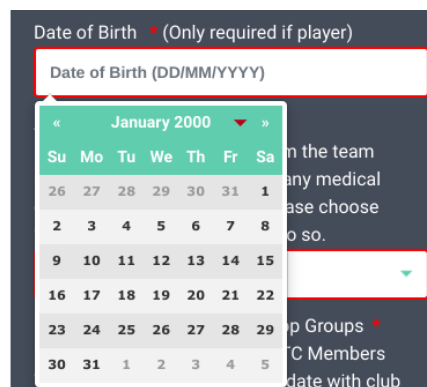 Date of Birth * (Only required if player)
Date of Birth (DD/MM/YYYY)
« January 2000 »
Su Mo Tu We Th Fr Sa
26 27 28 29 30 31 1
2 3 4 5 6 7 8
9 10 11 12 13 14 15
16 17 18 19 20 21 22
23 24 25 26 27 28 29
30 31 1 2 3 4 5
the team
any medical
choose
so.
Groups *
TC Members
date with club